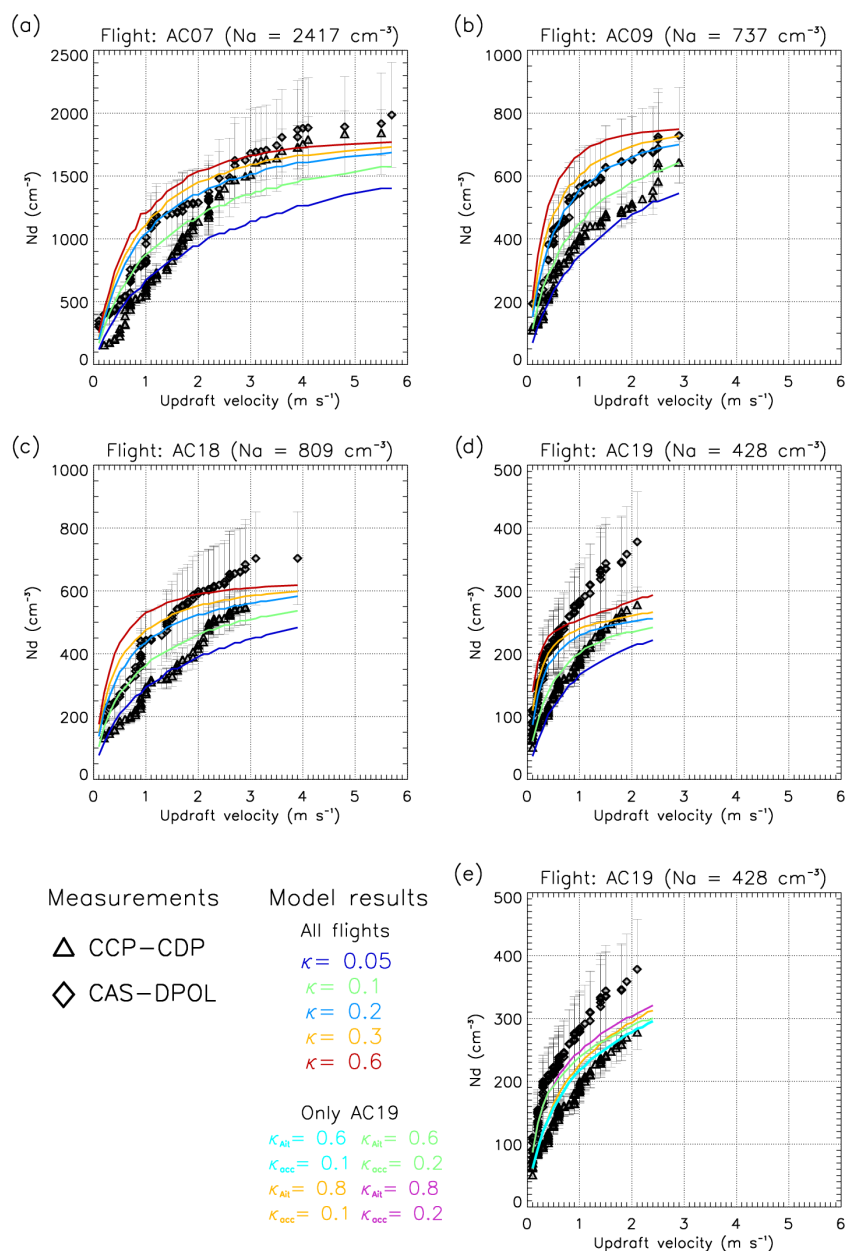 (a) Flight: AC07 (Na = 2417 cm⁻³)
2500
2000
1500
1000
500
0
Nd (cm⁻³)
0 1 2 3 4 5 6
Updraft velocity (m s⁻¹)
(b) Flight: AC09 (Na = 737 cm⁻³)
1000
800
600
400
200
0
Nd (cm⁻³)
0 1 2 3 4 5 6
Updraft velocity (m s⁻¹)
(c) Flight: AC18 (Na = 809 cm⁻³)
1000
800
600
400
200
0
Nd (cm⁻³)
0 1 2 3 4 5 6
Updraft velocity (m s⁻¹)
(d) Flight: AC19 (Na = 428 cm⁻³)
500
400
300
200
100
0
Nd (cm⁻³)
0 1 2 3 4 5 6
Updraft velocity (m s⁻¹)
Measurements
CCP−CDP
CAS−DPOL
Model results
All flights
κ= 0.05
κ= 0.1
κ= 0.2
κ= 0.3
κ= 0.6
Only AC19
κAit= 0.6 κAit= 0.6
κacc= 0.1 κacc= 0.2
κAit= 0.8 κAit= 0.8
κacc= 0.1 κacc= 0.2
(e) Flight: AC19 (Na = 428 cm⁻³)
500
400
300
200
100
0
Nd (cm⁻³)
0 1 2 3 4 5 6
Updraft velocity (m s⁻¹)